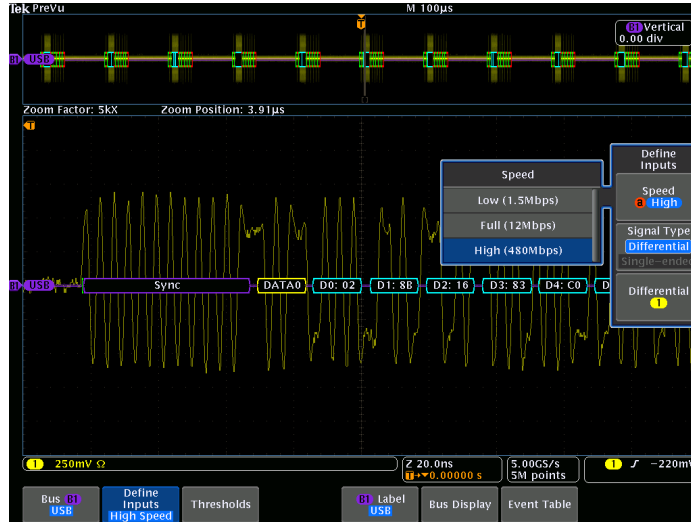 Tek PreVu
M 100µs
B1 Vertical
0.00 div
T
B1 USB
Zoom Factor: 5kX
Zoom Position: 3.91µs
T
Define
Inputs
Speed
Low (1.5Mbps)
Full (12Mbps)
High (480Mbps)
Speed
a High
Signal Type
Differential
Single-ended
Differential
1
B1 USB
Sync
DATA0
D0: 02
D1: 8B
D2: 16
D3: 83
D4: C0
D
1 250mV Ω
Z 20.0ns
T→▼0.00000 s
5.00GS/s
5M points
1 ∫ −220mV
Bus B1
USB
Define
Inputs
High Speed
Thresholds
B1 Label
USB
Bus Display
Event Table